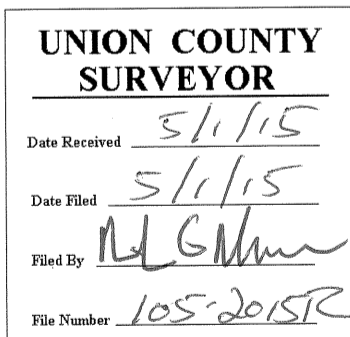 UNION COUNTY
SURVEYOR
Date Received 5/1/15
Date Filed 5/1/15
Filed By
File Number 105-2015R